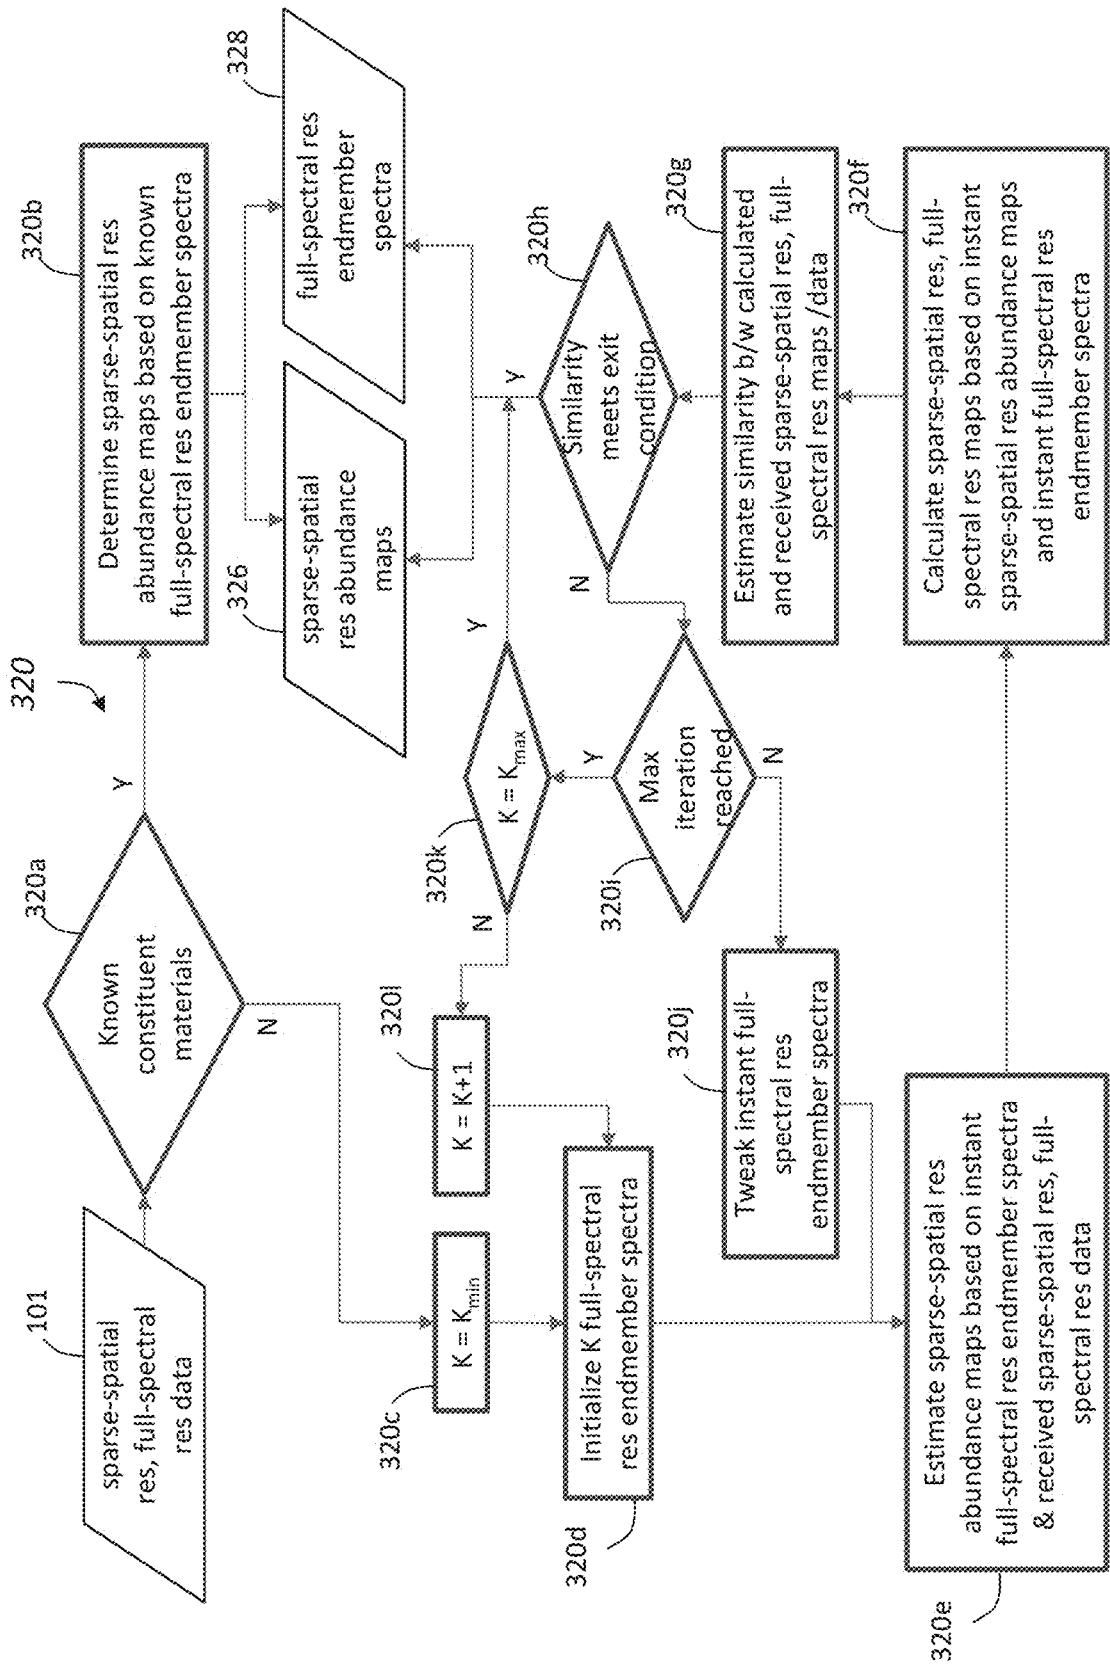 320
101
sparse-spatial
res, full-spectral
res data
320a
Known
constituent
materials
Y
N
320b
Determine sparse-spatial res
abundance maps based on known
full-spectral res endmember spectra
326
sparse-spatial
res abundance
maps
328
full-spectral res
endmember
spectra
320c
K = Kmin
320l
K = K+1
N
320k
K = Kmax
Y
Y
320h
Similarity
meets exit
condition
N
320d
Initialize K full-spectral
res endmember spectra
320i
Max
iteration
reached
Y
N
320j
Tweak instant full-
spectral res
endmember spectra
320g
Estimate similarity b/w calculated
and received sparse-spatial res, full-
spectral res maps /data
320e
Estimate sparse-spatial res
abundance maps based on instant
full-spectral res endmember spectra
& received sparse-spatial res, full-
spectral res data
320f
Calculate sparse-spatial res, full-
spectral res maps based on instant
sparse-spatial res abundance maps
and instant full-spectral res
endmember spectra